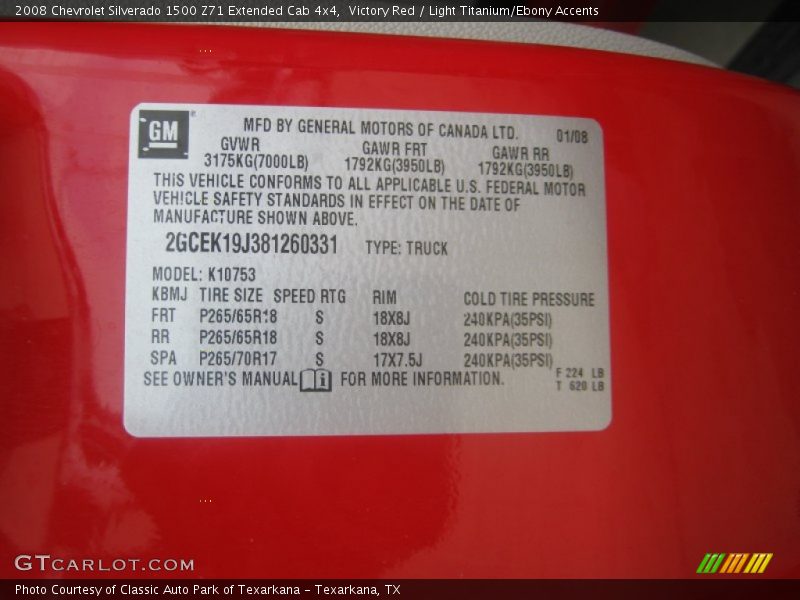 2008 Chevrolet Silverado 1500 Z71 Extended Cab 4x4, Victory Red / Light Titanium/Ebony Accents
GM
MFD BY GENERAL MOTORS OF CANADA LTD. 01/08
GVWR GAWR FRT GAWR RR
3175KG(7000LB) 1792KG(3950LB) 1792KG(3950LB)
THIS VEHICLE CONFORMS TO ALL APPLICABLE U.S. FEDERAL MOTOR
VEHICLE SAFETY STANDARDS IN EFFECT ON THE DATE OF
MANUFACTURE SHOWN ABOVE.
2GCEK19J381260331 TYPE: TRUCK
MODEL: K10753
KBMJ TIRE SIZE SPEED RTG RIM COLD TIRE PRESSURE
FRT P265/65R18 S 18X8J 240KPA(35PSI)
RR P265/65R18 S 18X8J 240KPA(35PSI)
SPA P265/70R17 S 17X7.5J 240KPA(35PSI)
SEE OWNER'S MANUAL FOR MORE INFORMATION.
F 224 LB
T 620 LB
GTCARLOT.COM
Photo Courtesy of Classic Auto Park of Texarkana - Texarkana, TX